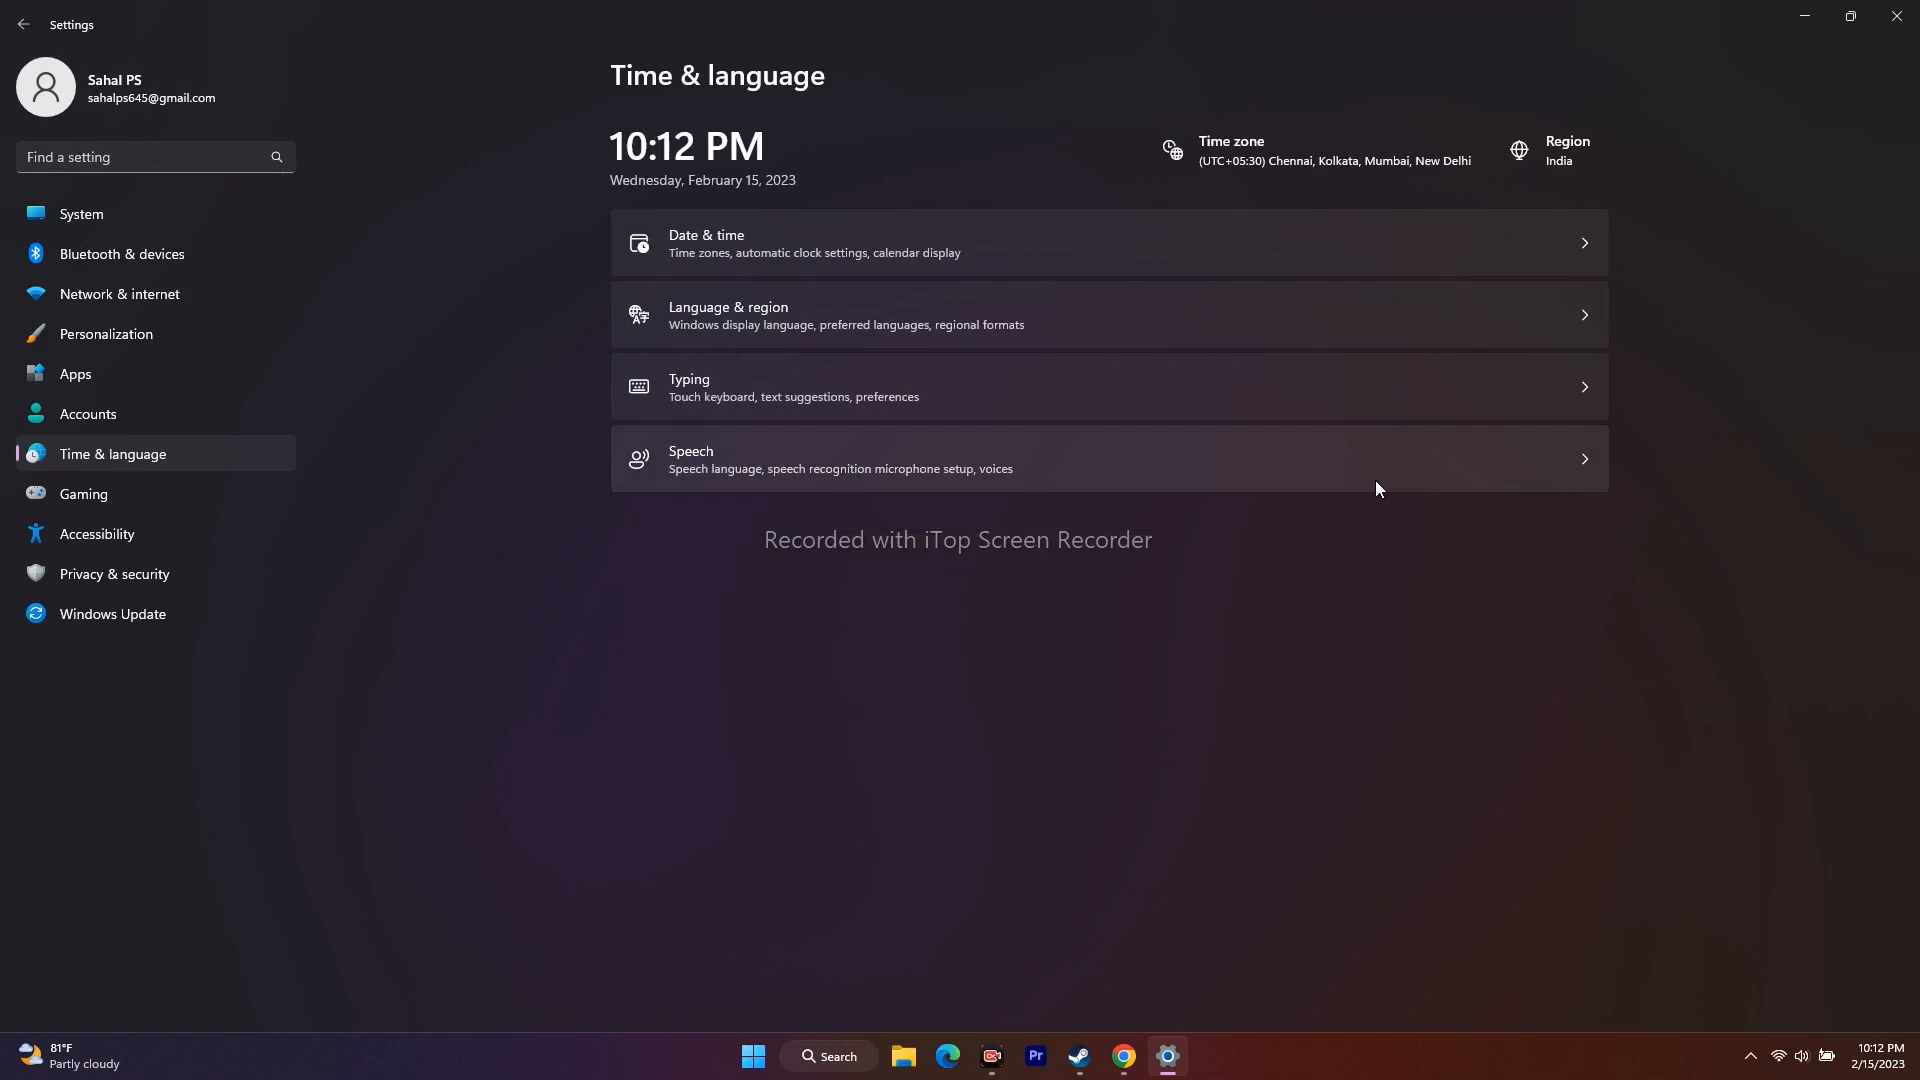 Settings
Sahal PS
sahalps645@gmail.com
Find a setting
System
Bluetooth & devices
Network & internet
Personalization
Apps
Accounts
Time & language
Gaming
Accessibility
Privacy & security
Windows Update
Time & language
10:12 PM
Wednesday, February 15, 2023
Time zone
(UTC+05:30) Chennai, Kolkata, Mumbai, New Delhi
Region
India
Date & time
Time zones, automatic clock settings, calendar display
Language & region
Windows display language, preferred languages, regional formats
Typing
Touch keyboard, text suggestions, preferences
Speech
Speech language, speech recognition microphone setup, voices
Recorded with iTop Screen Recorder
81°F
Partly cloudy
Search
Pr
10:12 PM
2/15/2023